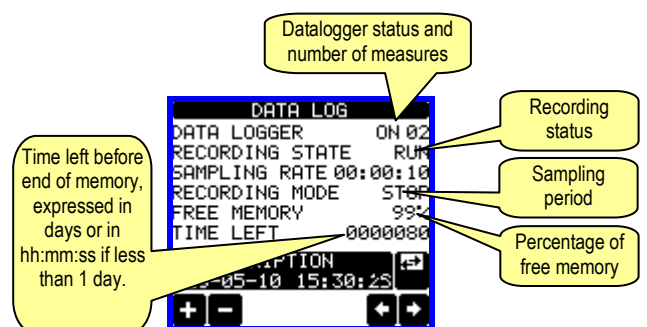 Datalogger status and
number of measures
DATA LOG
DATA LOGGER ON 02
RECORDING STATE RUN
SAMPLING RATE 00:00:10
RECORDING MODE STOP
FREE MEMORY 99%
TIME LEFT 0000080
RIPTION
-05-10 15:30:
Recording
status
Sampling
period
Percentage of
free memory
Time left before
end of memory,
expressed in
days or in
hh:mm:ss if less
than 1 day.